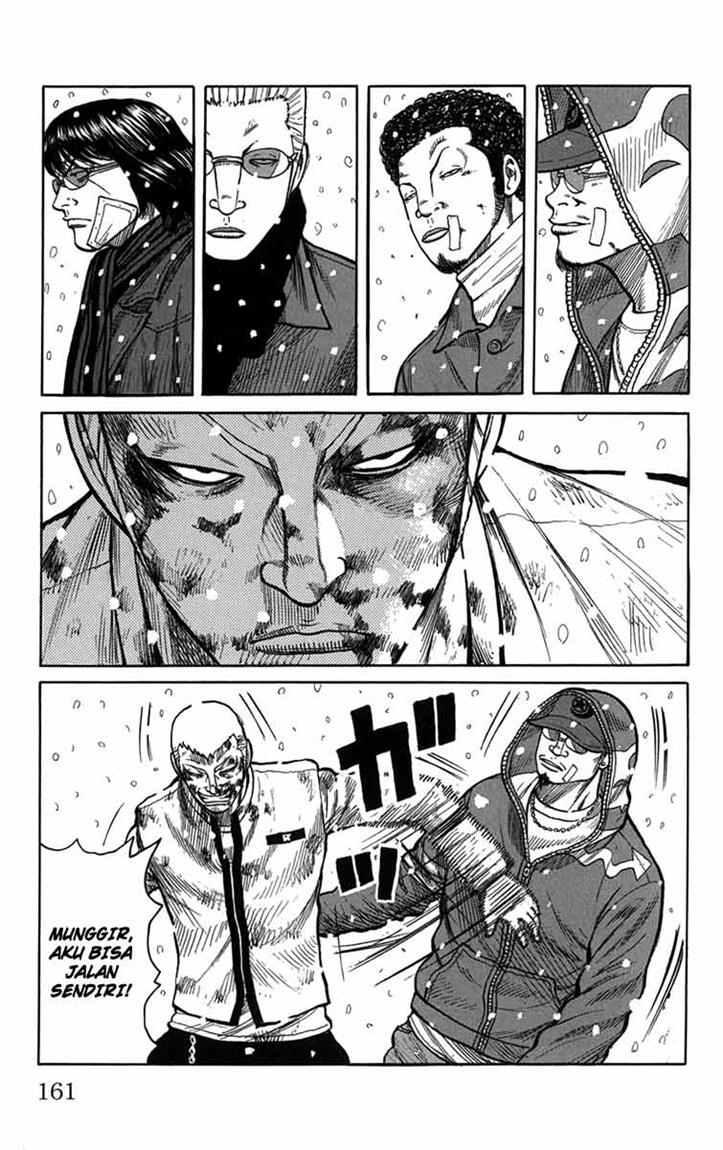 ガ
ッ
MUNGGIR,
AKU BISA
JALAN
SENDIRI!
161